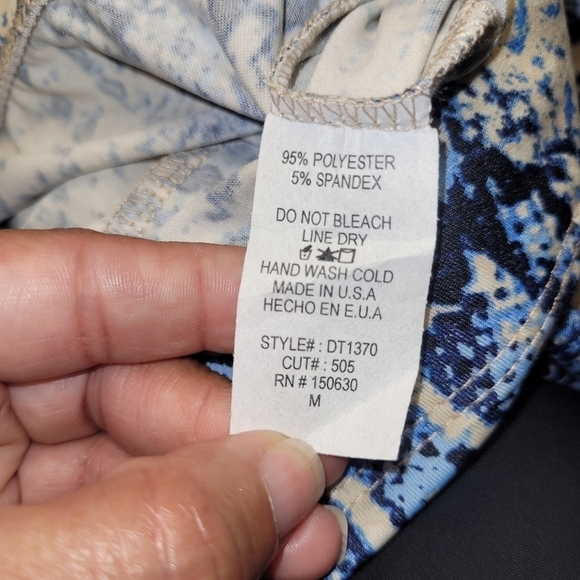 95% POLYESTER
5% SPANDEX
DO NOT BLEACH
LINE DRY
HAND WASH COLD
MADE IN U.S.A
HECHO EN E.U.A
STYLE# : DT1370
CUT# : 505
RN # 150630
M